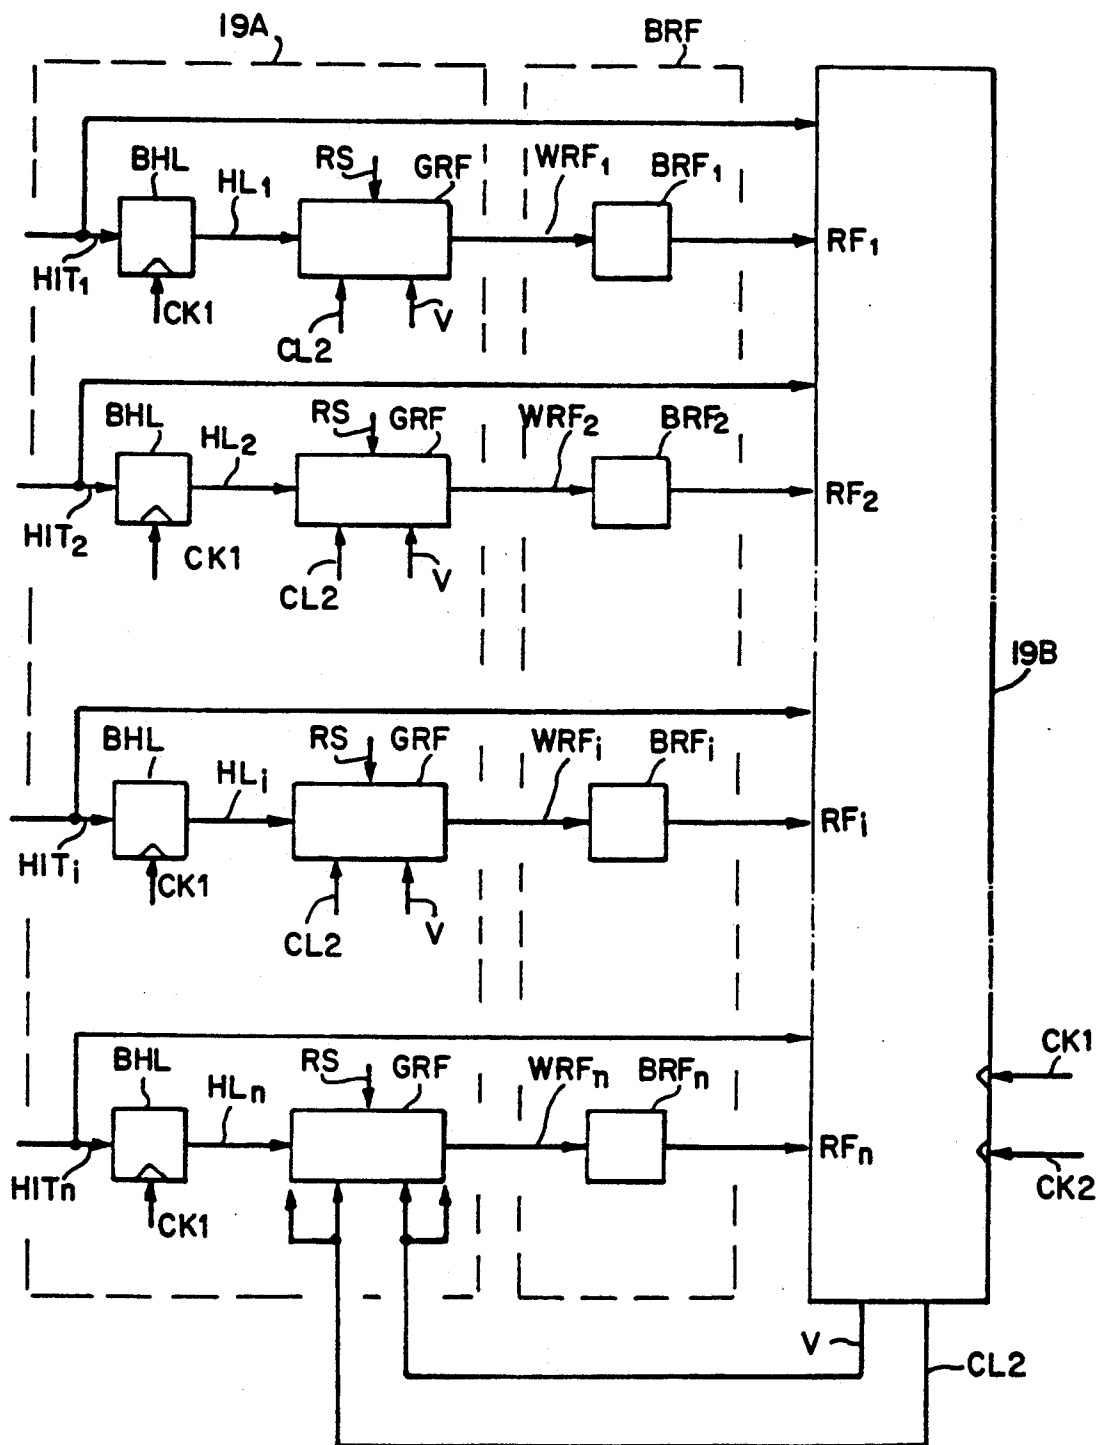 19A
BRF
BHL
HL₁
RS
GRF
WRF₁
BRF₁
RF₁
HIT₁
CK1
CL2
V
BHL
HL₂
RS
GRF
WRF₂
BRF₂
RF₂
HIT₂
CK1
CL2
V
19B
BHL
HLᵢ
RS
GRF
WRFᵢ
BRFᵢ
RFᵢ
HITᵢ
CK1
CL2
V
BHL
HLₙ
RS
GRF
WRFₙ
BRFₙ
CK1
RFₙ
HITn
CK2
CK1
V
CL2